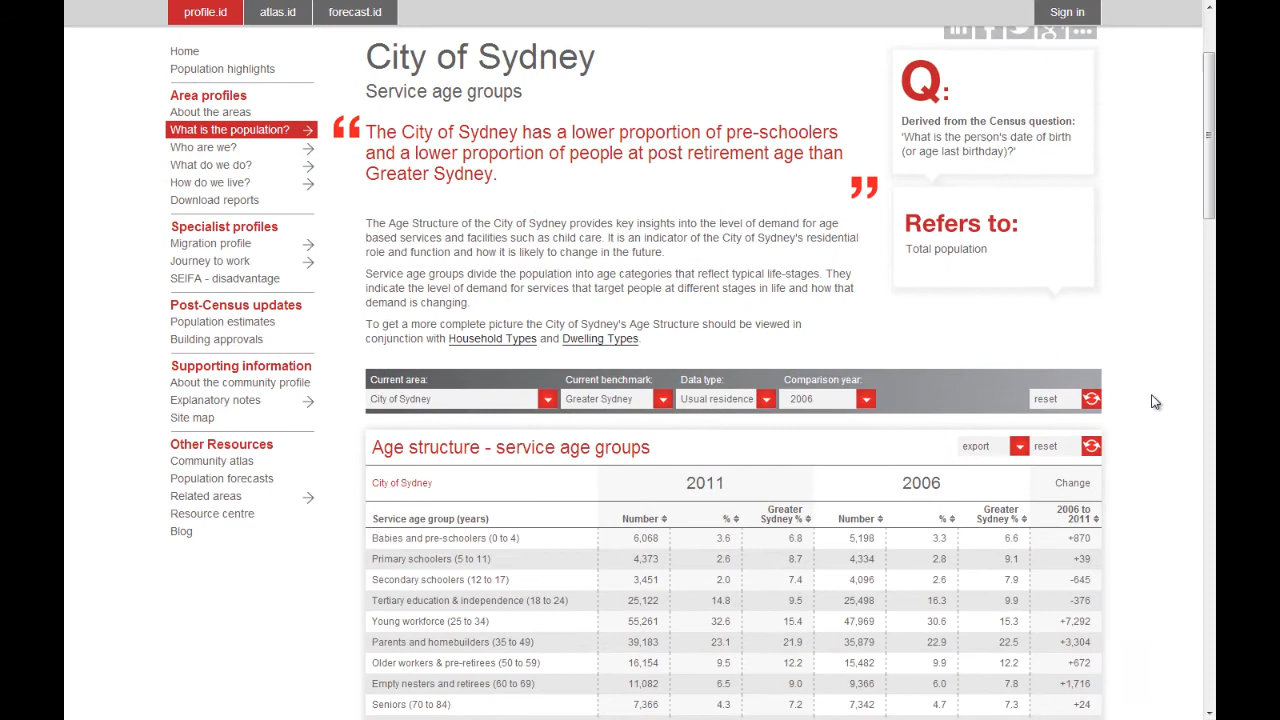 profile.id
atlas.id
forecast.id
Sign in
Home
Population highlights
Area profiles
About the areas
What is the population?
Who are we?
What do we do?
How do we live?
Download reports
Specialist profiles
Migration profile
Journey to work
SEIFA - disadvantage
Post-Census updates
Population estimates
Building approvals
Supporting information
About the community profile
Explanatory notes
Site map
Other Resources
Community atlas
Population forecasts
Related areas
Resource centre
Blog
City of Sydney
Service age groups
“ The City of Sydney has a lower proportion of pre-schoolers
and a lower proportion of people at post retirement age than
Greater Sydney. ”
The Age Structure of the City of Sydney provides key insights into the level of demand for age
based services and facilities such as child care. It is an indicator of the City of Sydney's residential
role and function and how it is likely to change in the future.
Service age groups divide the population into age categories that reflect typical life-stages. They
indicate the level of demand for services that target people at different stages in life and how that
demand is changing.
To get a more complete picture the City of Sydney's Age Structure should be viewed in
conjunction with Household Types and Dwelling Types.
Q:
Derived from the Census question:
'What is the person's date of birth
(or age last birthday)?'
Refers to:
Total population
Current area: Current benchmark: Data type: Comparison year:
City of Sydney Greater Sydney Usual residence 2006 reset
Age structure - service age groups export reset
City of Sydney 2011 2006 Change
Service age group (years) Number % Greater Sydney % Number % Greater Sydney % 2006 to 2011
Babies and pre-schoolers (0 to 4) 6,068 3.6 6.8 5,198 3.3 6.6 +870
Primary schoolers (5 to 11) 4,373 2.6 8.7 4,334 2.8 9.1 +39
Secondary schoolers (12 to 17) 3,451 2.0 7.4 4,096 2.6 7.9 -645
Tertiary education & independence (18 to 24) 25,122 14.8 9.5 25,498 16.3 9.9 -376
Young workforce (25 to 34) 55,261 32.6 15.4 47,969 30.6 15.3 +7,292
Parents and homebuilders (35 to 49) 39,183 23.1 21.9 35,879 22.9 22.5 +3,304
Older workers & pre-retirees (50 to 59) 16,154 9.5 12.2 15,482 9.9 12.2 +672
Empty nesters and retirees (60 to 69) 11,082 6.5 9.0 9,366 6.0 7.8 +1,716
Seniors (70 to 84) 7,366 4.3 7.2 7,342 4.7 7.3 +24